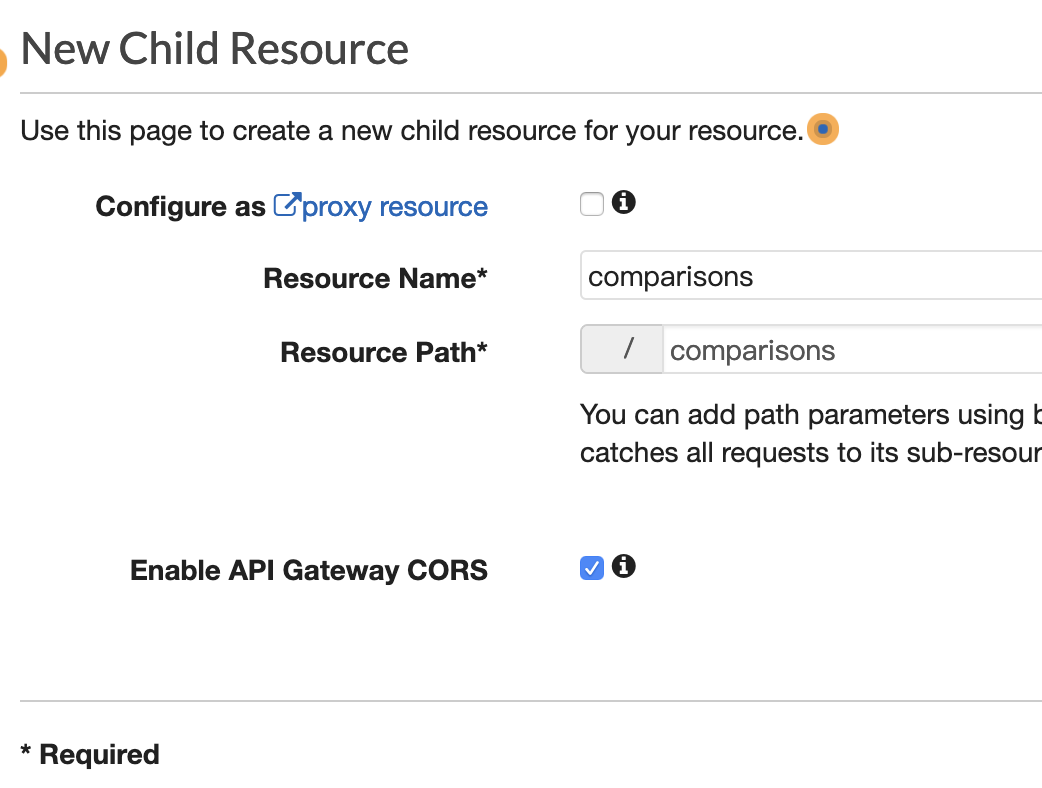 New Child Resource
Use this page to create a new child resource for your resource.
Configure as proxy resource
Resource Name* comparisons
Resource Path* / comparisons
You can add path parameters using
catches all requests to its sub-resour
Enable API Gateway CORS
* Required